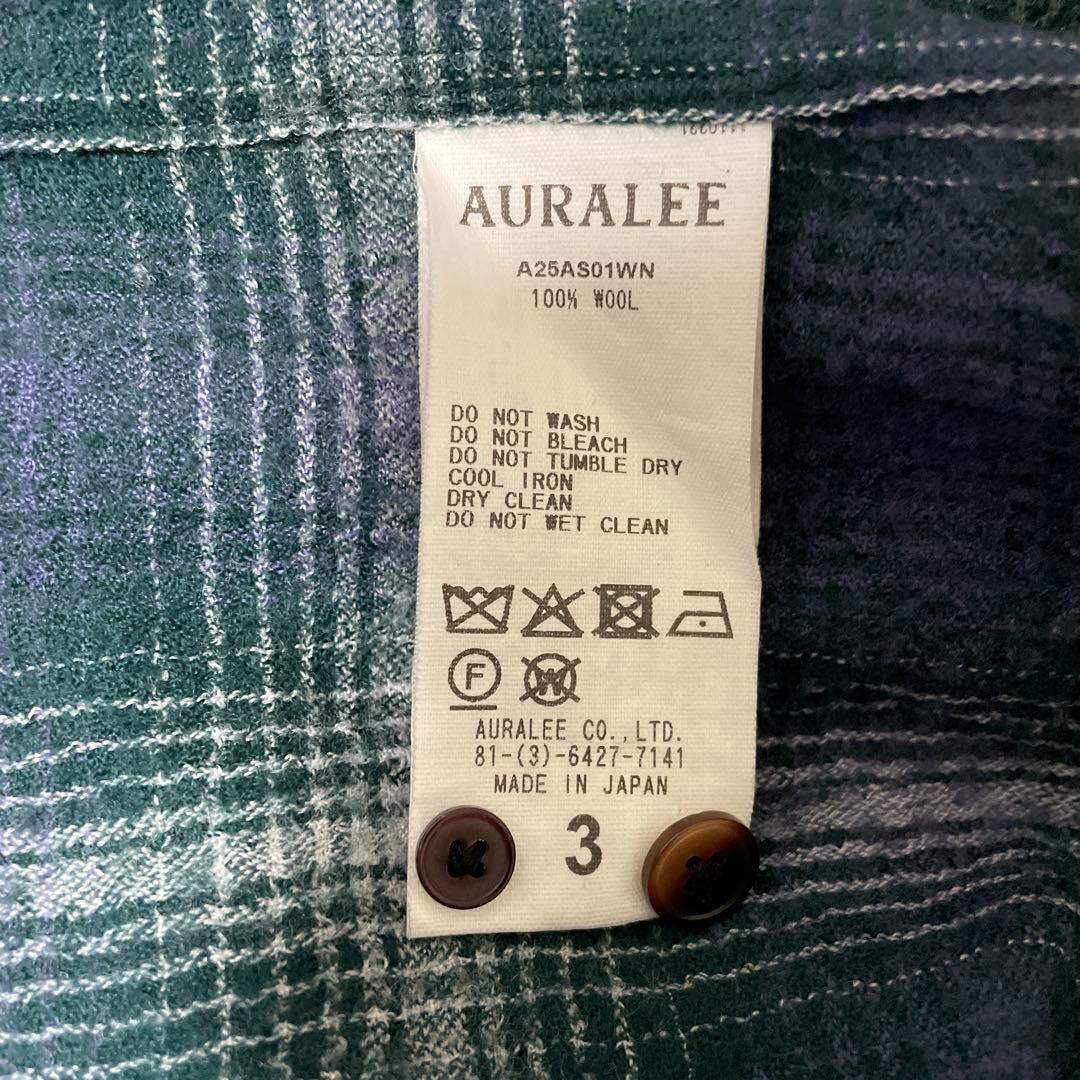 AURALEE
A25AS01WN
100% WOOL
DO NOT WASH
DO NOT BLEACH
DO NOT TUMBLE DRY
COOL IRON
DRY CLEAN
DO NOT WET CLEAN
F
W
AURALEE CO.,LTD.
81-(3)-6427-7141
MADE IN JAPAN
3